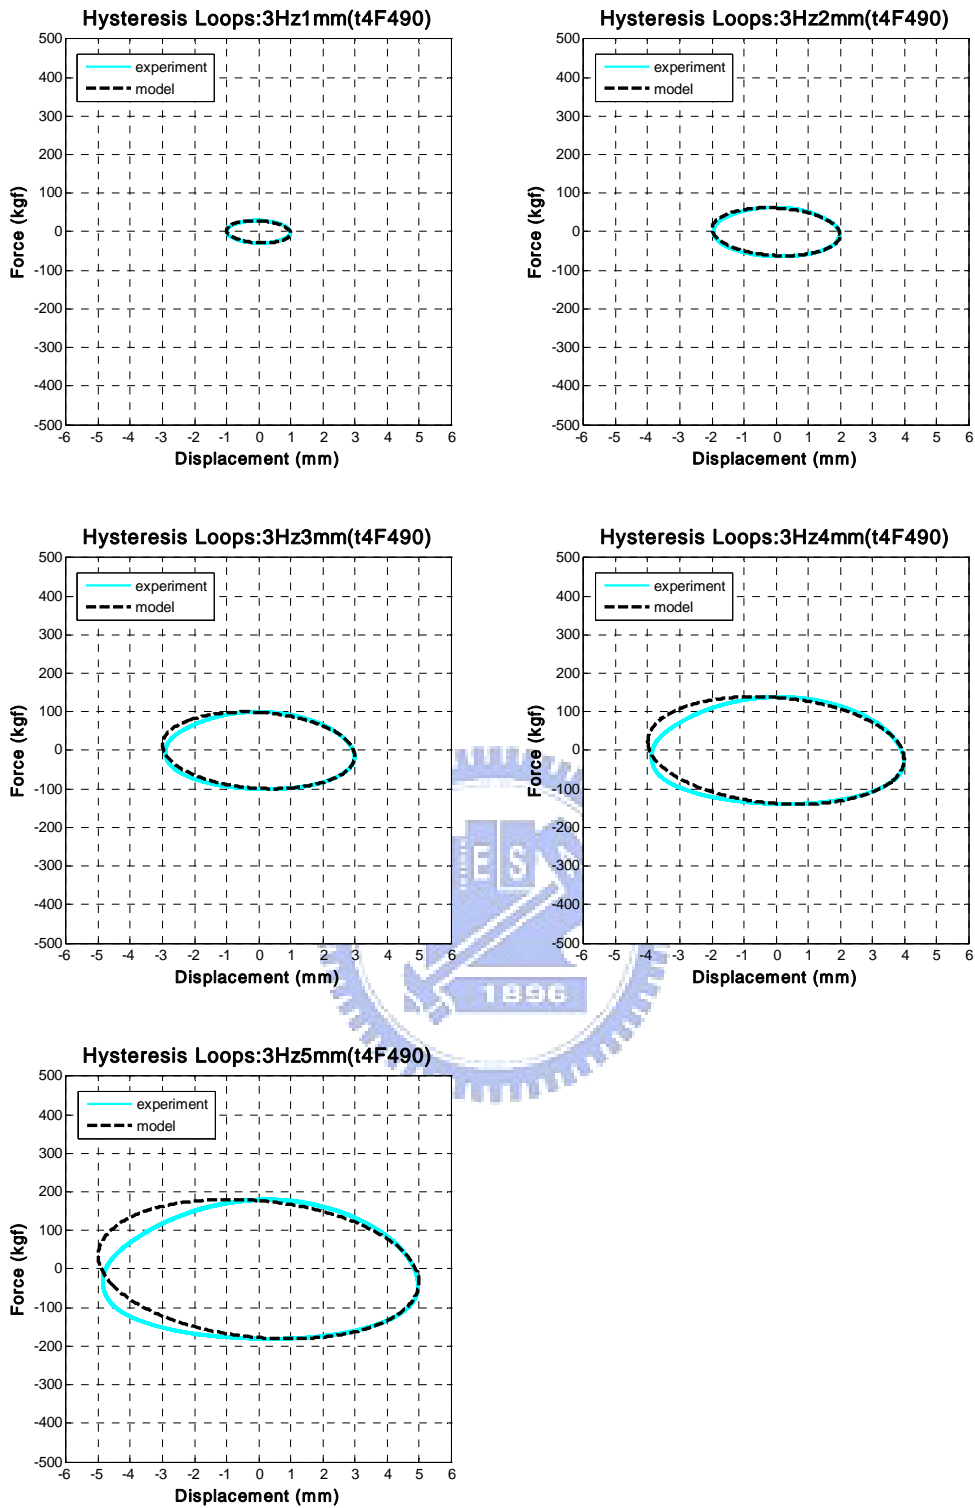 Hysteresis Loops:3Hz1mm(t4F490)
500
400
300
200
100
0
-100
-200
-300
-400
-500
experiment
model
Force (kgf)
-6 -5 -4 -3 -2 -1 0 1 2 3 4 5 6
Displacement (mm)
Hysteresis Loops:3Hz2mm(t4F490)
500
400
300
200
100
0
-100
-200
-300
-400
-500
experiment
model
Force (kgf)
-6 -5 -4 -3 -2 -1 0 1 2 3 4 5 6
Displacement (mm)
Hysteresis Loops:3Hz3mm(t4F490)
500
400
300
200
100
0
-100
-200
-300
-400
-500
experiment
model
Force (kgf)
-6 -5 -4 -3 -2 -1 0 1 2 3 4 5 6
Displacement (mm)
Hysteresis Loops:3Hz4mm(t4F490)
500
400
300
200
100
0
-100
-200
-300
-400
-500
experiment
model
Force (kgf)
-6 -5 -4 -3 -2 -1 0 1 2 3 4 5 6
Displacement (mm)
ES
1896
Hysteresis Loops:3Hz5mm(t4F490)
500
400
300
200
100
0
-100
-200
-300
-400
-500
experiment
model
Force (kgf)
-6 -5 -4 -3 -2 -1 0 1 2 3 4 5 6
Displacement (mm)